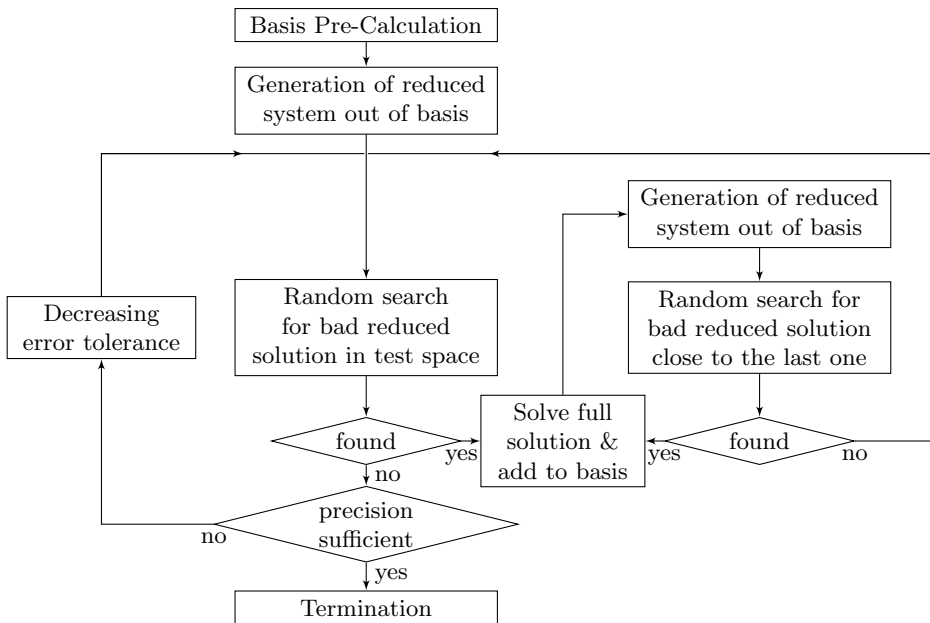 Basis Pre-Calculation
Generation of reduced
system out of basis
Generation of reduced
system out of basis
Decreasing
error tolerance
Random search
for bad reduced
solution in test space
Random search for
bad reduced solution
close to the last one
found
yes
no
Solve full
solution &
add to basis
found
yes
no
precision
sufficient
no
yes
Termination